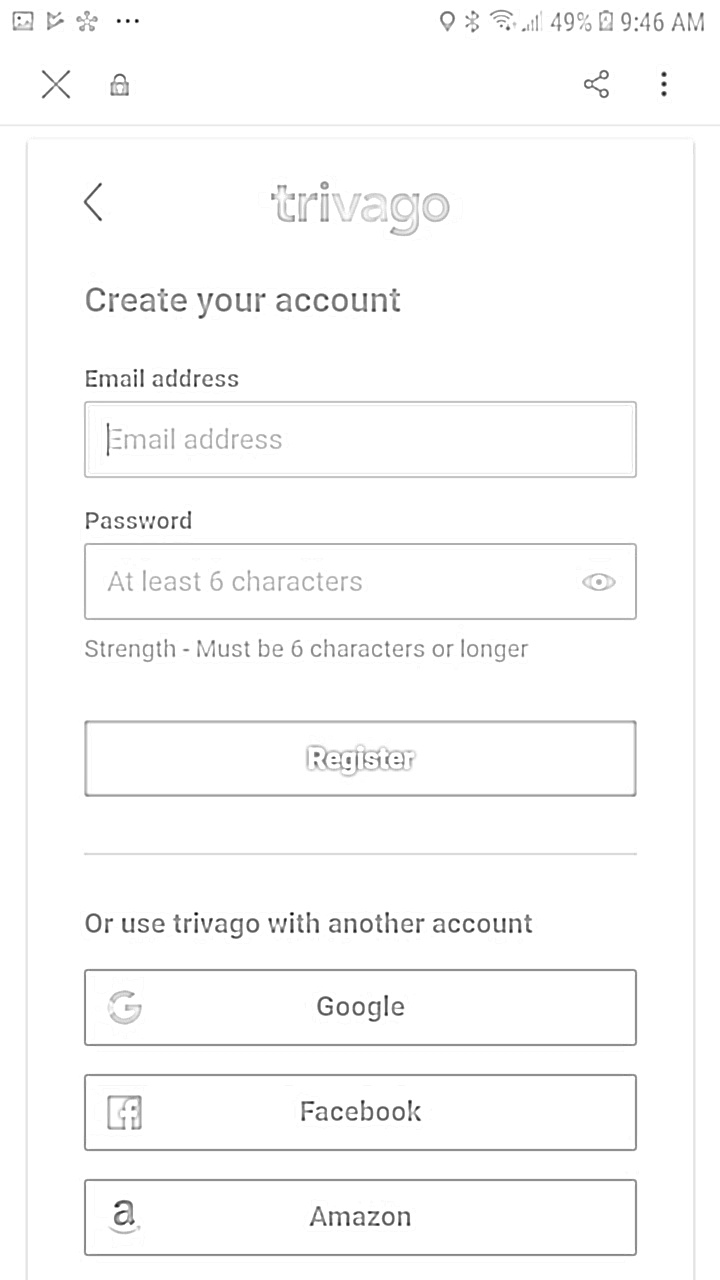 49% 9:46 AM
trivago
Create your account
Email address
Email address
Password
At least 6 characters
Strength - Must be 6 characters or longer
Register
Or use trivago with another account
Google
Facebook
Amazon